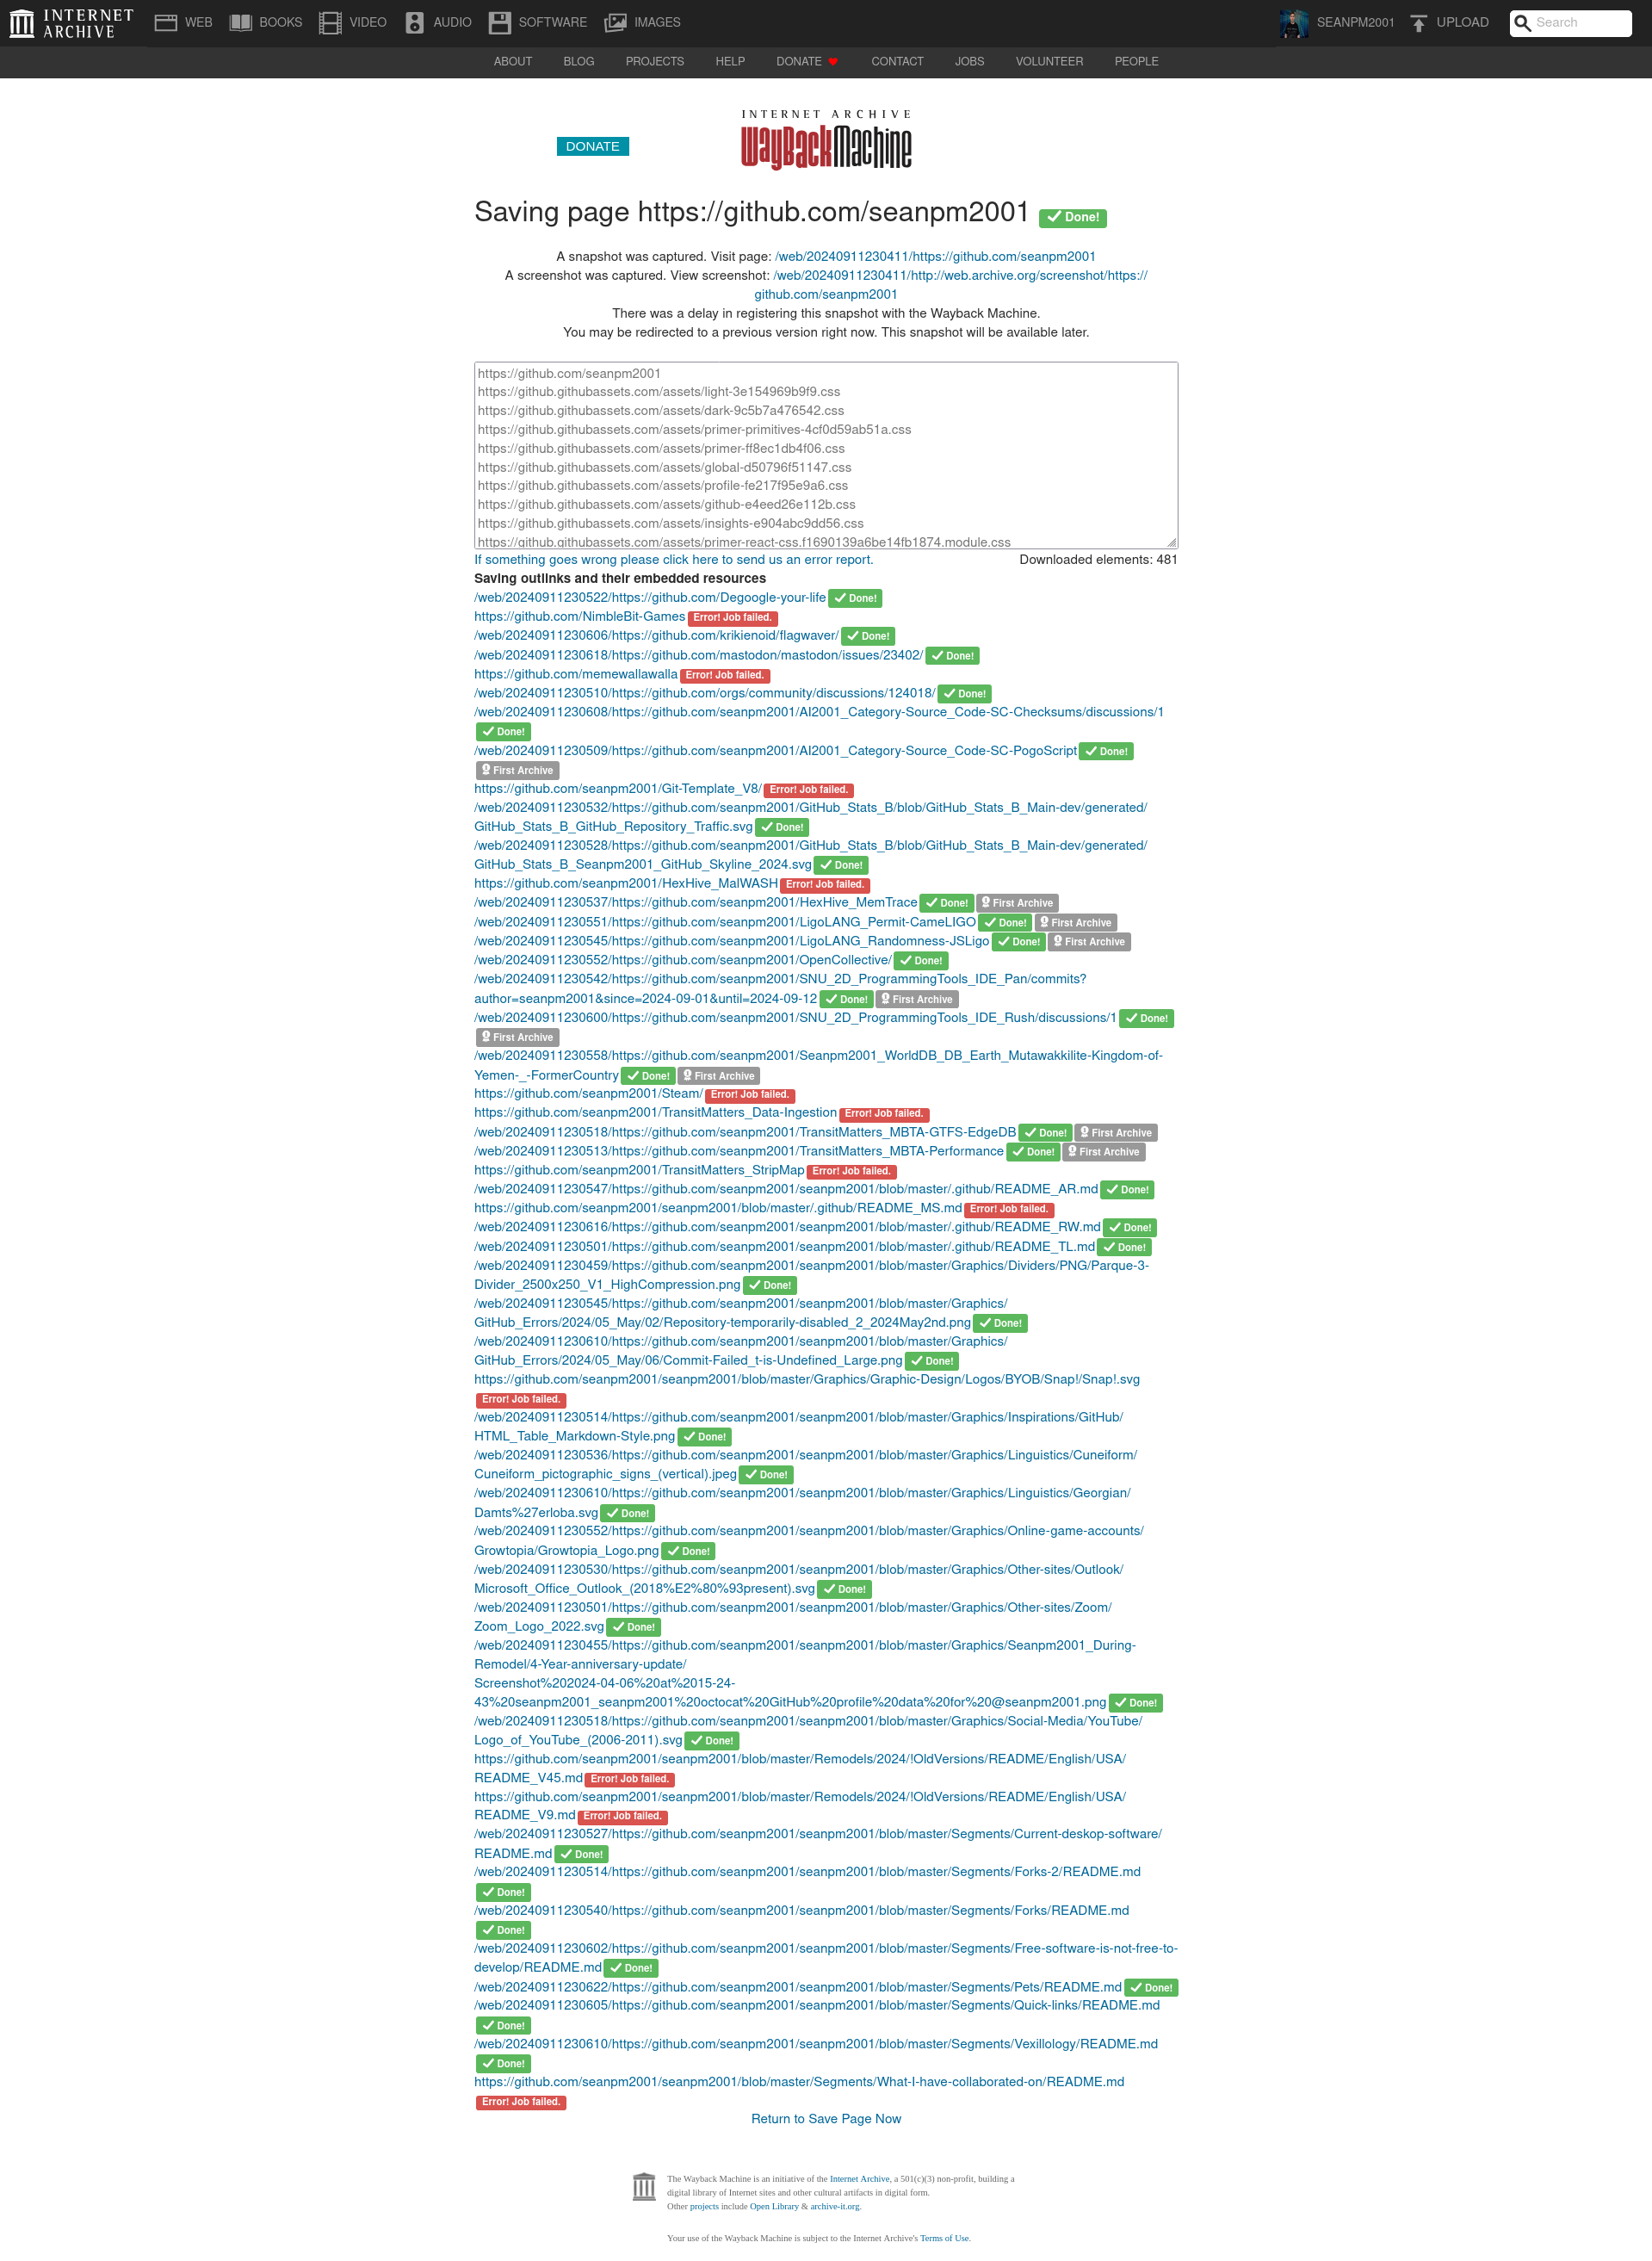 INTERNET ARCHIVE
WEB BOOKS VIDEO AUDIO SOFTWARE IMAGES SEANPM2001 UPLOAD Search
ABOUT BLOG PROJECTS HELP DONATE CONTACT JOBS VOLUNTEER PEOPLE
INTERNET ARCHIVE
DONATE WayBackMachine
Saving page https://github.com/seanpm2001 Done!
A snapshot was captured. Visit page: /web/20240911230411/https://github.com/seanpm2001
A screenshot was captured. View screenshot: /web/20240911230411/http://web.archive.org/screenshot/https://
github.com/seanpm2001
There was a delay in registering this snapshot with the Wayback Machine.
You may be redirected to a previous version right now. This snapshot will be available later.
https://github.com/seanpm2001
https://github.githubassets.com/assets/light-3e154969b9f9.css
https://github.githubassets.com/assets/dark-9c5b7a476542.css
https://github.githubassets.com/assets/primer-primitives-4cf0d59ab51a.css
https://github.githubassets.com/assets/primer-ff8ec1db4f06.css
https://github.githubassets.com/assets/global-d50796f51147.css
https://github.githubassets.com/assets/profile-fe217f95e9a6.css
https://github.githubassets.com/assets/github-e4eed26e112b.css
https://github.githubassets.com/assets/insights-e904abc9dd56.css
https://github.githubassets.com/assets/primer-react-css.f1690139a6be14fb1874.module.css
If something goes wrong please click here to send us an error report. Downloaded elements: 481
Saving outlinks and their embedded resources
/web/20240911230522/https://github.com/Degoogle-your-life Done!
https://github.com/NimbleBit-Games Error! Job failed.
/web/20240911230606/https://github.com/krikienoid/flagwaver/ Done!
/web/20240911230618/https://github.com/mastodon/mastodon/issues/23402/ Done!
https://github.com/memewallawalla Error! Job failed.
/web/20240911230510/https://github.com/orgs/community/discussions/124018/ Done!
/web/20240911230608/https://github.com/seanpm2001/AI2001_Category-Source_Code-SC-Checksums/discussions/1
Done!
/web/20240911230509/https://github.com/seanpm2001/AI2001_Category-Source_Code-SC-PogoScript Done!
First Archive
https://github.com/seanpm2001/Git-Template_V8/ Error! Job failed.
/web/20240911230532/https://github.com/seanpm2001/GitHub_Stats_B/blob/GitHub_Stats_B_Main-dev/generated/
GitHub_Stats_B_GitHub_Repository_Traffic.svg Done!
/web/20240911230528/https://github.com/seanpm2001/GitHub_Stats_B/blob/GitHub_Stats_B_Main-dev/generated/
GitHub_Stats_B_Seanpm2001_GitHub_Skyline_2024.svg Done!
https://github.com/seanpm2001/HexHive_MalWASH Error! Job failed.
/web/20240911230537/https://github.com/seanpm2001/HexHive_MemTrace Done! First Archive
/web/20240911230551/https://github.com/seanpm2001/LigoLANG_Permit-CameLIGO Done! First Archive
/web/20240911230545/https://github.com/seanpm2001/LigoLANG_Randomness-JSLigo Done! First Archive
/web/20240911230552/https://github.com/seanpm2001/OpenCollective/ Done!
/web/20240911230542/https://github.com/seanpm2001/SNU_2D_ProgrammingTools_IDE_Pan/commits?
author=seanpm2001&since=2024-09-01&until=2024-09-12 Done! First Archive
/web/20240911230600/https://github.com/seanpm2001/SNU_2D_ProgrammingTools_IDE_Rush/discussions/1 Done!
First Archive
/web/20240911230558/https://github.com/seanpm2001/Seanpm2001_WorldDB_DB_Earth_Mutawakkilite-Kingdom-of-
Yemen-_-FormerCountry Done! First Archive
https://github.com/seanpm2001/Steam/ Error! Job failed.
https://github.com/seanpm2001/TransitMatters_Data-Ingestion Error! Job failed.
/web/20240911230518/https://github.com/seanpm2001/TransitMatters_MBTA-GTFS-EdgeDB Done! First Archive
/web/20240911230513/https://github.com/seanpm2001/TransitMatters_MBTA-Performance Done! First Archive
https://github.com/seanpm2001/TransitMatters_StripMap Error! Job failed.
/web/20240911230547/https://github.com/seanpm2001/seanpm2001/blob/master/.github/README_AR.md Done!
https://github.com/seanpm2001/seanpm2001/blob/master/.github/README_MS.md Error! Job failed.
/web/20240911230616/https://github.com/seanpm2001/seanpm2001/blob/master/.github/README_RW.md Done!
/web/20240911230501/https://github.com/seanpm2001/seanpm2001/blob/master/.github/README_TL.md Done!
/web/20240911230459/https://github.com/seanpm2001/seanpm2001/blob/master/Graphics/Dividers/PNG/Parque-3-
Divider_2500x250_V1_HighCompression.png Done!
/web/20240911230545/https://github.com/seanpm2001/seanpm2001/blob/master/Graphics/
GitHub_Errors/2024/05_May/02/Repository-temporarily-disabled_2_2024May2nd.png Done!
/web/20240911230610/https://github.com/seanpm2001/seanpm2001/blob/master/Graphics/
GitHub_Errors/2024/05_May/06/Commit-Failed_t-is-Undefined_Large.png Done!
https://github.com/seanpm2001/seanpm2001/blob/master/Graphics/Graphic-Design/Logos/BYOB/Snap!/Snap!.svg
Error! Job failed.
/web/20240911230514/https://github.com/seanpm2001/seanpm2001/blob/master/Graphics/Inspirations/GitHub/
HTML_Table_Markdown-Style.png Done!
/web/20240911230536/https://github.com/seanpm2001/seanpm2001/blob/master/Graphics/Linguistics/Cuneiform/
Cuneiform_pictographic_signs_(vertical).jpeg Done!
/web/20240911230610/https://github.com/seanpm2001/seanpm2001/blob/master/Graphics/Linguistics/Georgian/
Damts%27erloba.svg Done!
/web/20240911230552/https://github.com/seanpm2001/seanpm2001/blob/master/Graphics/Online-game-accounts/
Growtopia/Growtopia_Logo.png Done!
/web/20240911230530/https://github.com/seanpm2001/seanpm2001/blob/master/Graphics/Other-sites/Outlook/
Microsoft_Office_Outlook_(2018%E2%80%93present).svg Done!
/web/20240911230501/https://github.com/seanpm2001/seanpm2001/blob/master/Graphics/Other-sites/Zoom/
Zoom_Logo_2022.svg Done!
/web/20240911230455/https://github.com/seanpm2001/seanpm2001/blob/master/Graphics/Seanpm2001_During-
Remodel/4-Year-anniversary-update/
Screenshot%202024-04-06%20at%2015-24-
43%20seanpm2001_seanpm2001%20octocat%20GitHub%20profile%20data%20for%20@seanpm2001.png Done!
/web/20240911230518/https://github.com/seanpm2001/seanpm2001/blob/master/Graphics/Social-Media/YouTube/
Logo_of_YouTube_(2006-2011).svg Done!
https://github.com/seanpm2001/seanpm2001/blob/master/Remodels/2024/!OldVersions/README/English/USA/
README_V45.md Error! Job failed.
https://github.com/seanpm2001/seanpm2001/blob/master/Remodels/2024/!OldVersions/README/English/USA/
README_V9.md Error! Job failed.
/web/20240911230527/https://github.com/seanpm2001/seanpm2001/blob/master/Segments/Current-deskop-software/
README.md Done!
/web/20240911230514/https://github.com/seanpm2001/seanpm2001/blob/master/Segments/Forks-2/README.md
Done!
/web/20240911230540/https://github.com/seanpm2001/seanpm2001/blob/master/Segments/Forks/README.md
Done!
/web/20240911230602/https://github.com/seanpm2001/seanpm2001/blob/master/Segments/Free-software-is-not-free-to-
develop/README.md Done!
/web/20240911230622/https://github.com/seanpm2001/seanpm2001/blob/master/Segments/Pets/README.md Done!
/web/20240911230605/https://github.com/seanpm2001/seanpm2001/blob/master/Segments/Quick-links/README.md
Done!
/web/20240911230610/https://github.com/seanpm2001/seanpm2001/blob/master/Segments/Vexillology/README.md
Done!
https://github.com/seanpm2001/seanpm2001/blob/master/Segments/What-I-have-collaborated-on/README.md
Error! Job failed.
Return to Save Page Now
The Wayback Machine is an initiative of the Internet Archive, a 501(c)(3) non-profit, building a
digital library of Internet sites and other cultural artifacts in digital form.
Other projects include Open Library & archive-it.org.
Your use of the Wayback Machine is subject to the Internet Archive's Terms of Use.